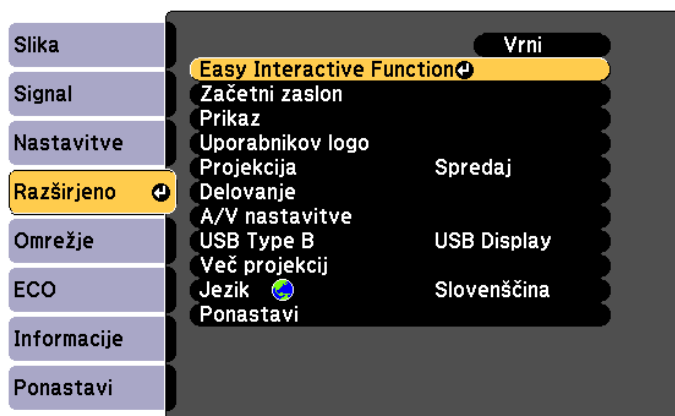 Slika
Signal
Nastavitve
Razširjeno
Omrežje
ECO
Informacije
Ponastavi
Vrni
Easy Interactive Function
Začetni zaslon
Prikaz
Uporabnikov logo
Projekcija Spredaj
Delovanje
A/V nastavitve
USB Type B USB Display
Več projekcij
Jezik Slovenščina
Ponastavi